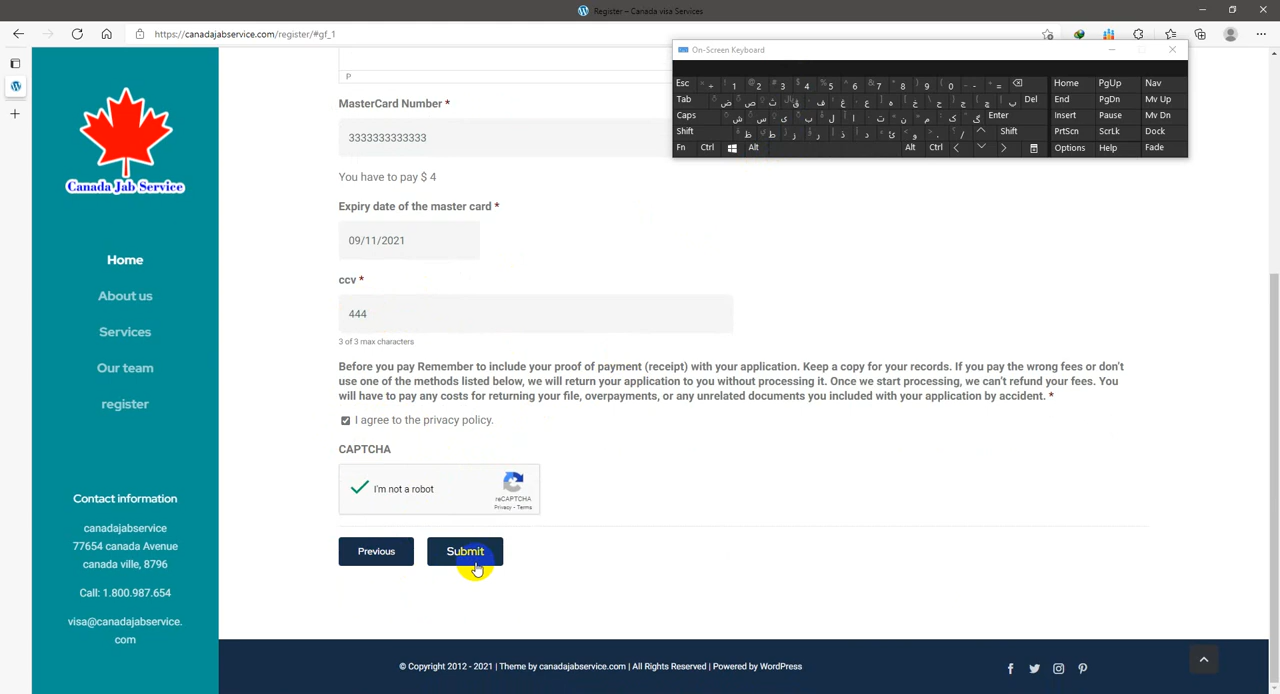 Register – Canada visa Services
https://canadajabservice.com/register/#gf_1
On-Screen Keyboard
Esc
Home
PgUp
Nav
Tab
Del
End
PgDn
Mv Up
Caps
Enter
Insert
Pause
Mv Dn
Shift
Shift
PrtScn
ScrLk
Dock
Fn
Ctrl
Alt
Alt
Ctrl
Options
Help
Fade
Canada Jab Service
Home
About us
Services
Our team
register
Contact information
canadajabservice
77654 canada Avenue
canada ville, 8796
Call: 1.800.987.654
visa@canadajabservice.
com
P
MasterCard Number *
3333333333333
You have to pay $ 4
Expiry date of the master card *
09/11/2021
ccv *
444
3 of 3 max characters
Before you pay Remember to include your proof of payment (receipt) with your application. Keep a copy for your records. If you pay the wrong fees or don't
use one of the methods listed below, we will return your application to you without processing it. Once we start processing, we can't refund your fees. You
will have to pay any costs for returning your file, overpayments, or any unrelated documents you included with your application by accident. *
I agree to the privacy policy.
CAPTCHA
I'm not a robot
reCAPTCHA
Privacy - Terms
Previous
Submit
© Copyright 2012 - 2021 | Theme by canadajabservice.com | All Rights Reserved | Powered by WordPress